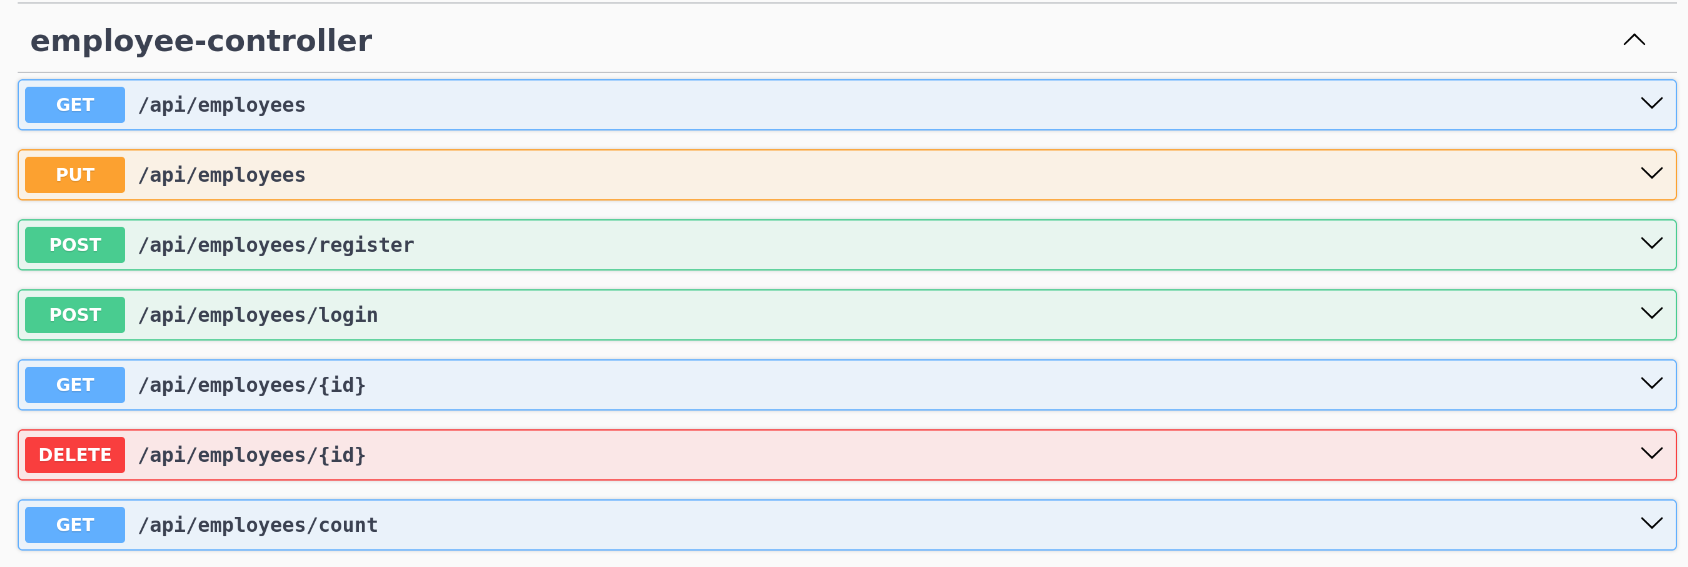 employee-controller
GET /api/employees
PUT /api/employees
POST /api/employees/register
POST /api/employees/login
GET /api/employees/{id}
DELETE /api/employees/{id}
GET /api/employees/count